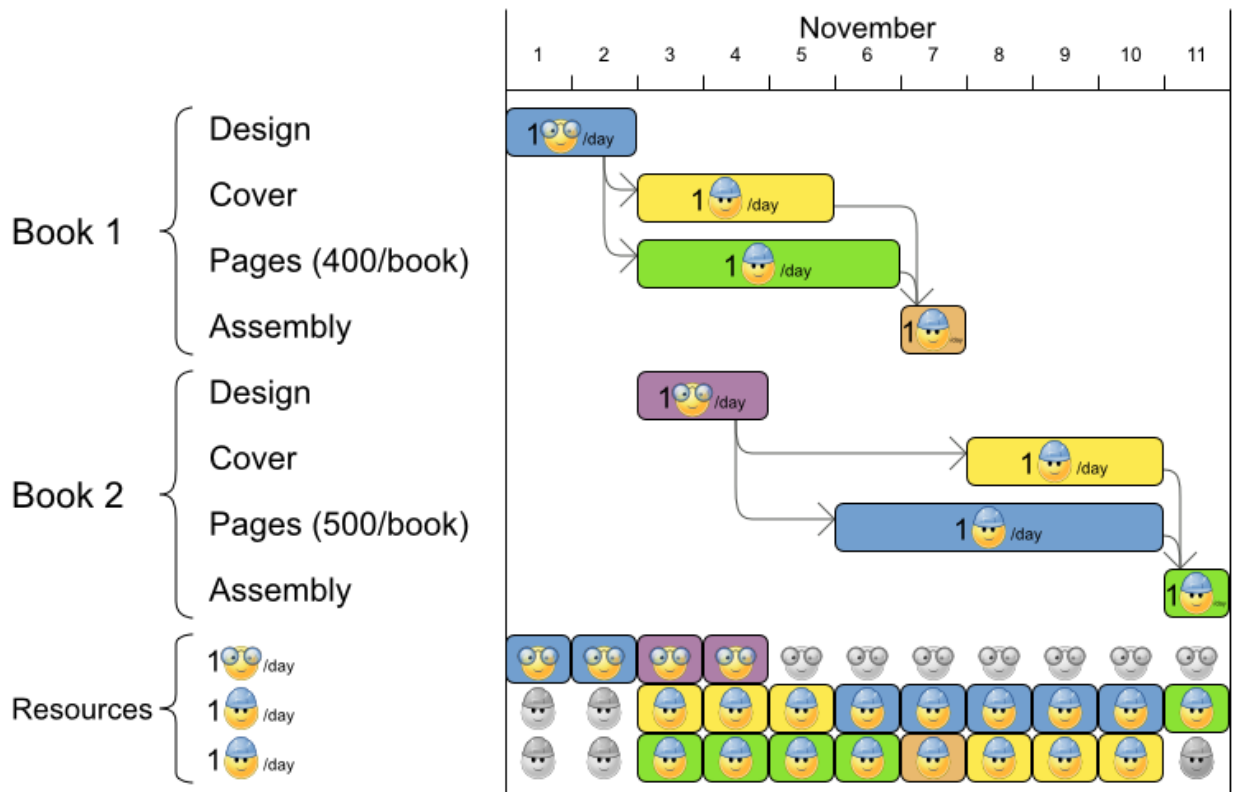 November
1 2 3 4 5 6 7 8 9 10 11
Book 1
Design
1 /day
Cover
1 /day
Pages (400/book)
1 /day
Assembly
1 /day
Book 2
Design
1 /day
Cover
1 /day
Pages (500/book)
1 /day
Assembly
1 /day
Resources
1 /day
1 /day
1 /day